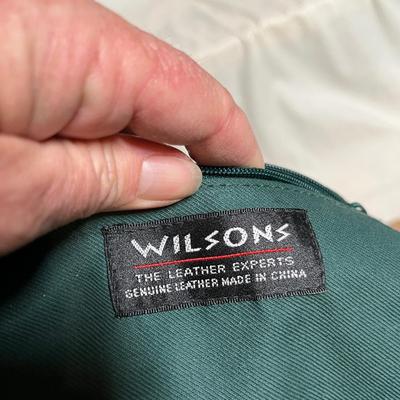 WILSONS
THE LEATHER EXPERTS
GENUINE LEATHER MADE IN CHINA